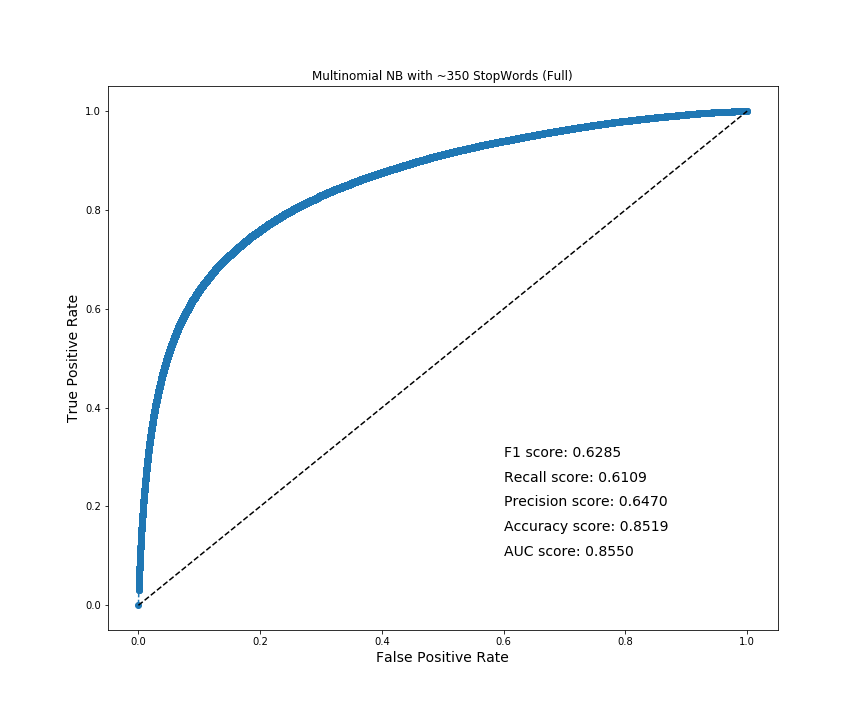 Multinomial NB with ~350 StopWords (Full)
1.0
0.8
0.6
0.4
0.2
0.0
True Positive Rate
F1 score: 0.6285
Recall score: 0.6109
Precision score: 0.6470
Accuracy score: 0.8519
AUC score: 0.8550
0.0 0.2 0.4 0.6 0.8 1.0
False Positive Rate